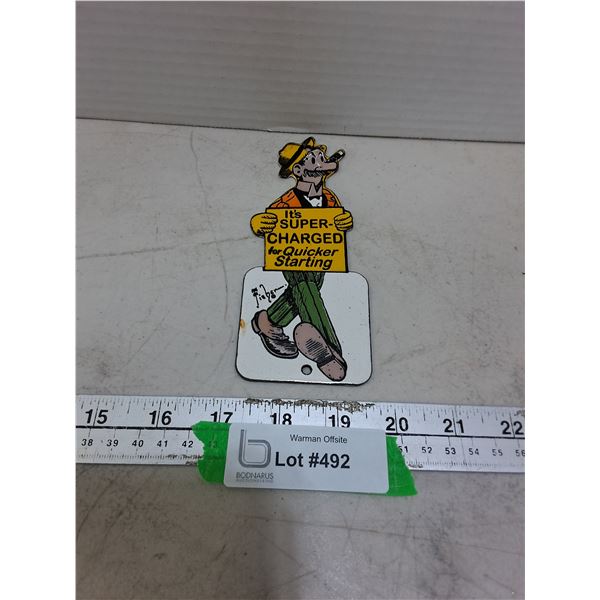 It's
SUPER-
CHARGED
for Quicker
Starting
Fisher
15 16 17 18 19 20 21 22
38 39 40 41 42 51 52 53 54 55 56
Warman Offsite
Lot #492
BODNARUS